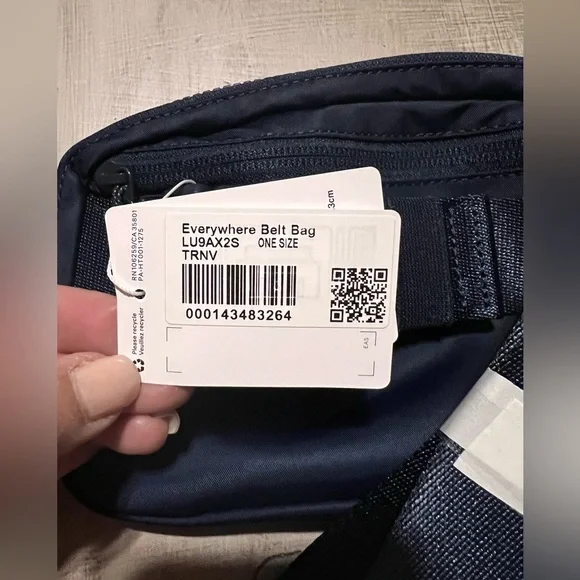 3cm
RN106259/CA35801
PA-HT001-1275
Everywhere Belt Bag
LU9AX2S ONE SIZE
TRNV
000143483264
Please recycle
Veuillez recycler
EAS